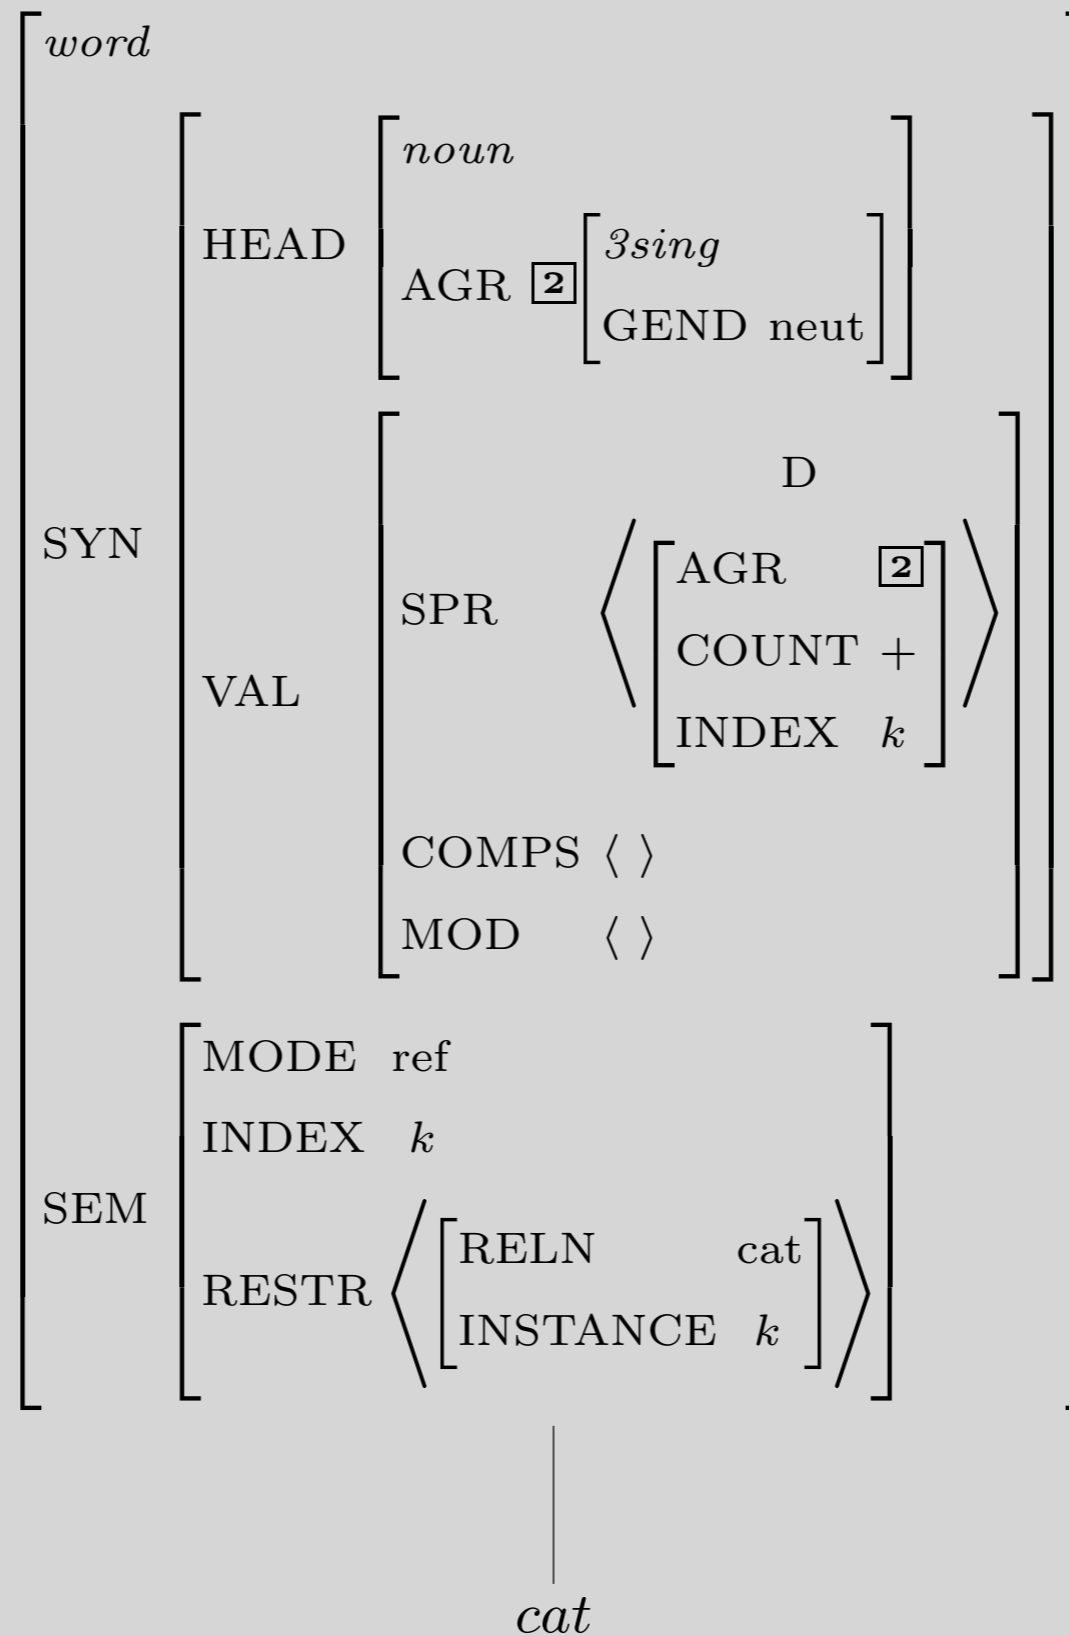 word
noun
HEAD
3sing
AGR 2
GEND neut
D
SYN
AGR 2
SPR
COUNT +
VAL
INDEX k
COMPS ⟨ ⟩
MOD ⟨ ⟩
MODE ref
INDEX k
SEM
RELN cat
RESTR
INSTANCE k
cat